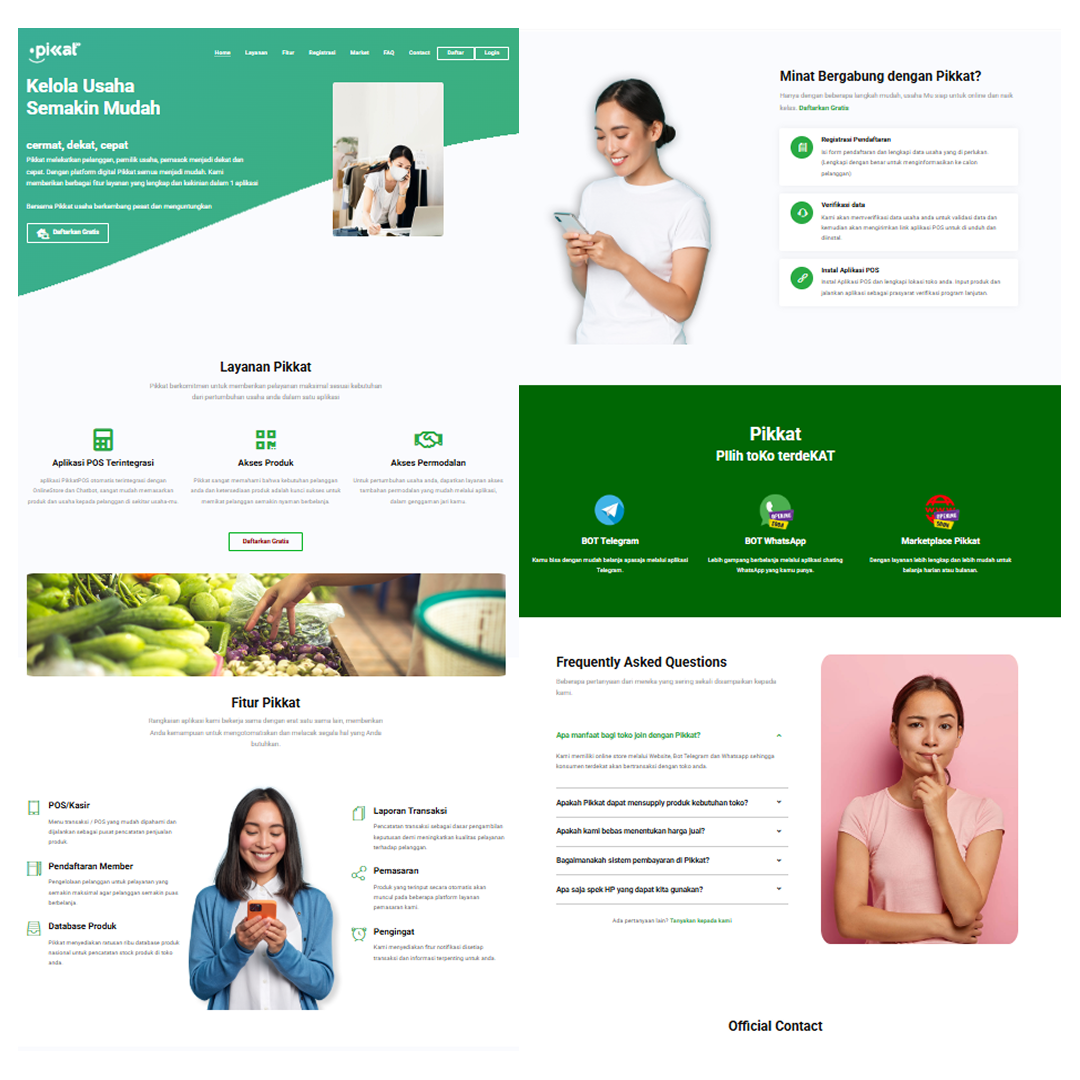 pikkat
Home Layanan Fitur Registrasi Market FAQ Contact Daftar Login
Kelola Usaha
Semakin Mudah
cermat, dekat, cepat
Pikkat melekatkan pelanggan, pemilik usaha, pemasok menjadi dekat dan
cepat. Dengan platform digital Pikkat semua menjadi mudah. Kami
memberikan berbagai fitur layanan yang lengkap dan kekinian dalam 1 aplikasi
Bersama Pikkat usaha berkembang pesat dan menguntungkan
Daftarkan Gratis
Layanan Pikkat
Pikkat berkomitmen untuk memberikan pelayanan maksimal sesuai kebutuhan
dan pertumbuhan usaha anda dalam satu aplikasi
Aplikasi POS Terintegrasi
aplikasi PikkatPOS otomatis terintegrasi dengan
OnlineStore dan Chatbot, sangat mudah memasarkan
produk dan usaha kepada pelanggan di sekitar usaha-mu.
Akses Produk
Pikkat sangat memahami bahwa kebutuhan pelanggan
anda dan ketersediaan produk adalah kunci sukses untuk
memikat pelanggan semakin nyaman berbelanja.
Akses Permodalan
Untuk pertumbuhan usaha anda, dapatkan layanan akses
tambahan permodalan yang mudah melalui aplikasi,
dalam genggaman jari kamu.
Daftarkan Gratis
Fitur Pikkat
Rangkaian aplikasi kami bekerja sama dengan erat satu sama lain, memberikan
Anda kemampuan untuk mengotomatiskan dan melacak segala hal yang Anda
butuhkan.
POS/Kasir
Menu transaksi / POS yang mudah dipahami dan
dijalankan sebagai pusat pencatatan penjualan
produk.
Pendaftaran Member
Pengelolaan pelanggan untuk pelayanan yang
semakin maksimal agar pelanggan semakin puas
berbelanja.
Database Produk
Pikkat menyediakan ratusan ribu database produk
nasional untuk pencatatan stock produk di toko
anda.
Laporan Transaksi
Pencatatan transaksi sebagai dasar pengambilan
keputusan demi meningkatkan kualitas pelayanan
terhadap pelanggan.
Pemasaran
Produk yang terinput secara otomatis akan
muncul pada beberapa platform layanan
pemasaran kami.
Pengingat
Kami menyediakan fitur notifikasi disetiap
transaksi dan informasi terpenting untuk anda.
Minat Bergabung dengan Pikkat?
Hanya dengan beberapa langkah mudah, usaha Mu siap untuk online dan naik
kelas. Daftarkan Gratis
Registrasi Pendaftaran
Isi form pendaftaran dan lengkapi data usaha yang di perlukan.
(Lengkapi dengan benar untuk menginformasikan ke calon
pelanggan)
Verifikasi data
Kami akan memverifikasi data usaha anda untuk validasi data dan
kemudian akan mengirimkan link aplikasi POS untuk di unduh dan
diinstal
Instal Aplikasi POS
Instal Aplikasi POS dan lengkapi lokasi toko anda. Input produk dan
jalankan aplikasi sebagai prasyarat verifikasi program lanjutan.
Pikkat
PIlih toKo terdeKAT
BOT Telegram
Kamu bisa dengan mudah belanja apasaja melalui aplikasi
Telegram.
OPENING SOON
BOT WhatsApp
Lebih gampang berbelanja melalui aplikasi chating
WhatsApp yang kamu punya.
OPENING SOON
Marketplace Pikkat
Dengan layanan lebih lengkap dan lebih mudah untuk
belanja harian atau bulanan.
Frequently Asked Questions
Beberapa pertanyaan dari mereka yang sering sekali disampaikan kepada
kami.
Apa manfaat bagi toko join dengan Pikkat?
Kami memiliki online store melalui Website, Bot Telegram dan Whatsapp sehingga
konsumen terdekat akan bertransaksi dengan toko anda.
Apakah Pikkat dapat mensupply produk kebutuhan toko?
Apakah kami bebas menentukan harga jual?
Bagaimanakah sistem pembayaran di Pikkat?
Apa saja spek HP yang dapat kita gunakan?
Ada pertanyaan lain? Tanyakan kepada kami
Official Contact